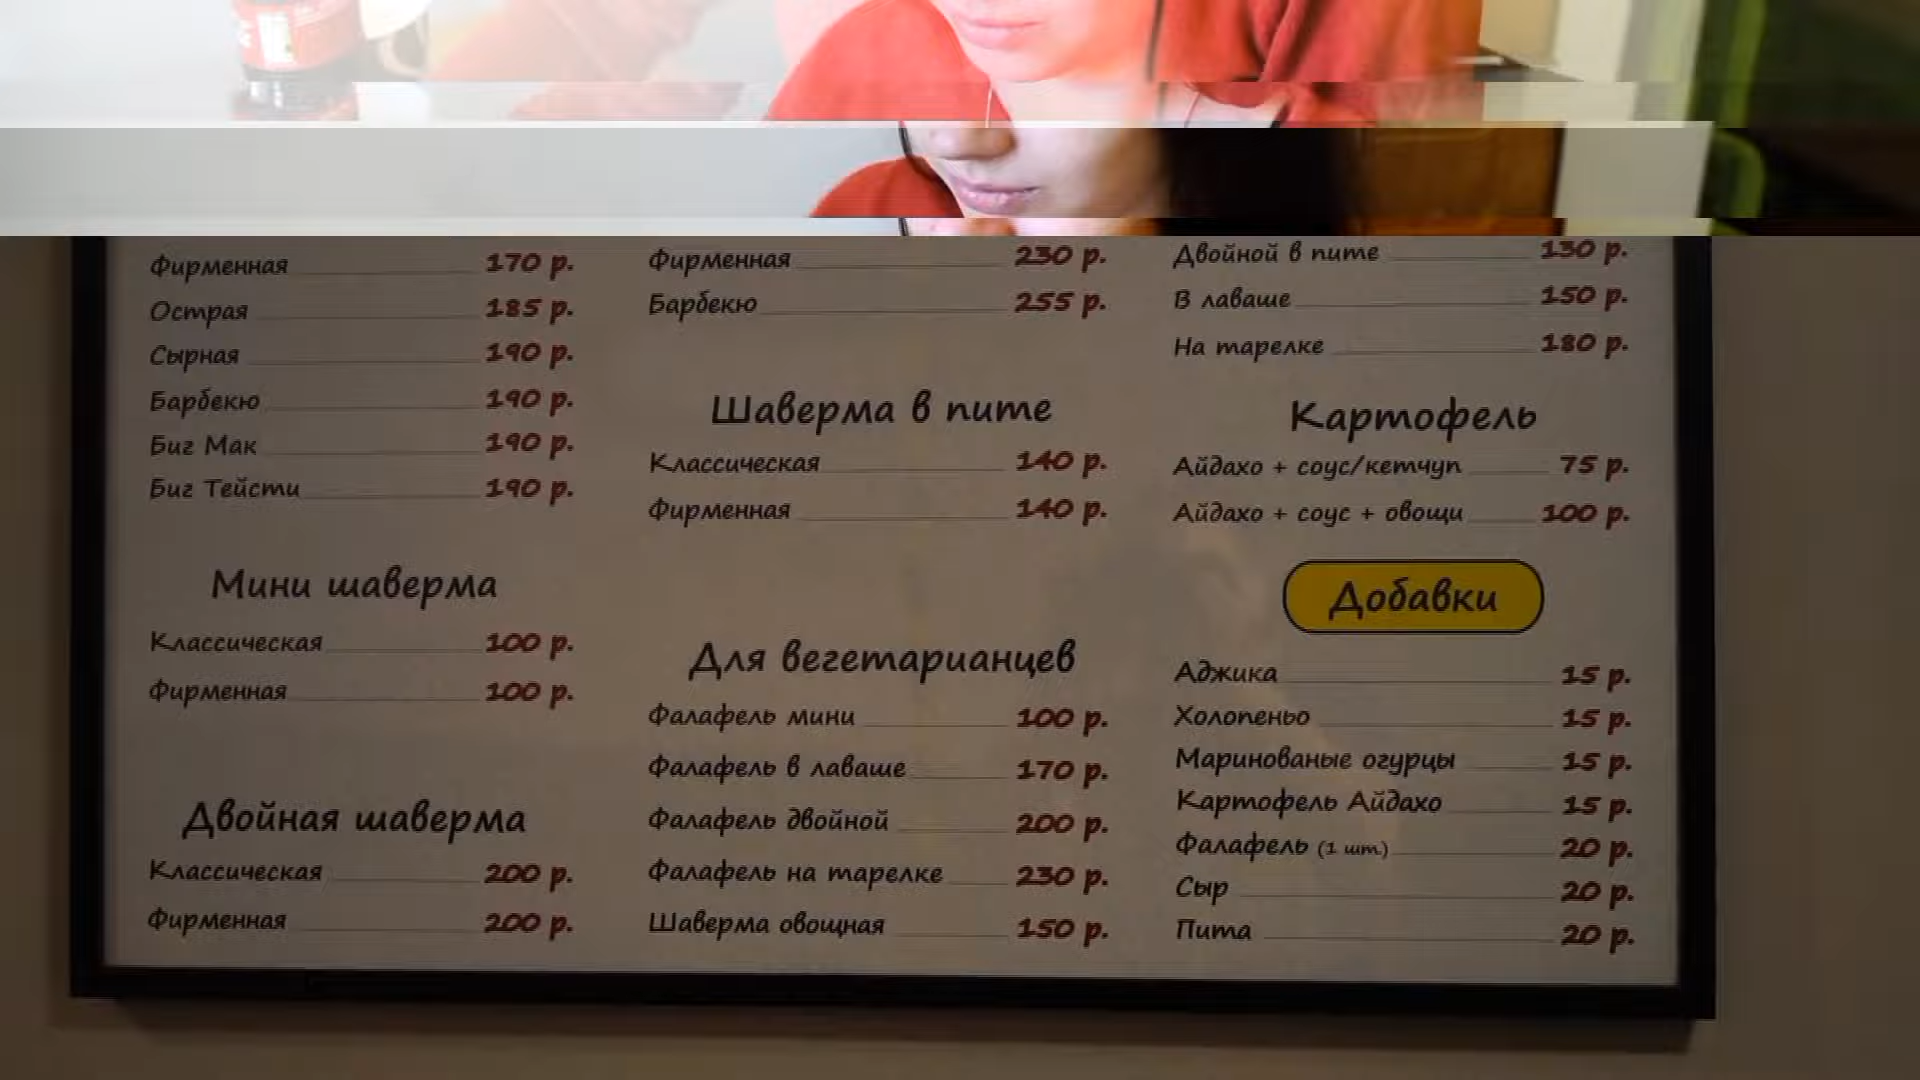 Фирменная 170 р.
Острая 185 р.
Сырная 190 р.
Барбекю 190 р.
Биг Мак 190 р.
Биг Тейсти 190 р.
Мини шаверма
Классическая 100 р.
Фирменная 100 р.
Двойная шаверма
Классическая 200 р.
Фирменная 200 р.
Фирменная 230 р.
Барбекю 255 р.
Шаверма в пите
Классическая 140 р.
Фирменная 140 р.
Для вегетарианцев
Фалафель мини 100 р.
Фалафель в лаваше 170 р.
Фалафель двойной 200 р.
Фалафель на тарелке 230 р.
Шаверма овощная 150 р.
Двойной в пите 130 р.
В лаваше 150 р.
На тарелке 180 р.
Картофель
Айдахо + соус/кетчуп 75 р.
Айдахо + соус + овощи 100 р.
Добавки
Аджика 15 р.
Холопеньо 15 р.
Маринованые огурцы 15 р.
Картофель Айдахо 15 р.
Фалафель (1 шт.) 20 р.
Сыр 20 р.
Пита 20 р.